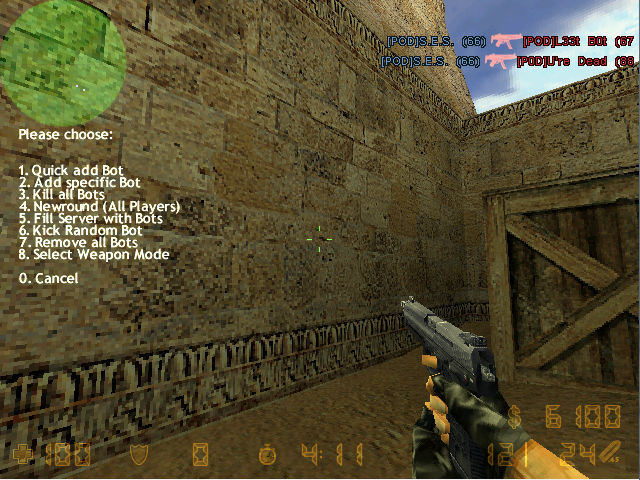 [POD]S.E.S. (66) [POD]L33t B0t (67
[POD]S.E.S. (66) [POD]U're Dead (68
Please choose:
1. Quick add Bot
2. Add specific Bot
3. Kill all Bots
4. Newround (All Players)
5. Fill Server with Bots
6. Kick Random Bot
7. Remove all Bots
8. Select Weapon Mode
0. Cancel
$ 6100
100 0 4:11 12| 24 .45